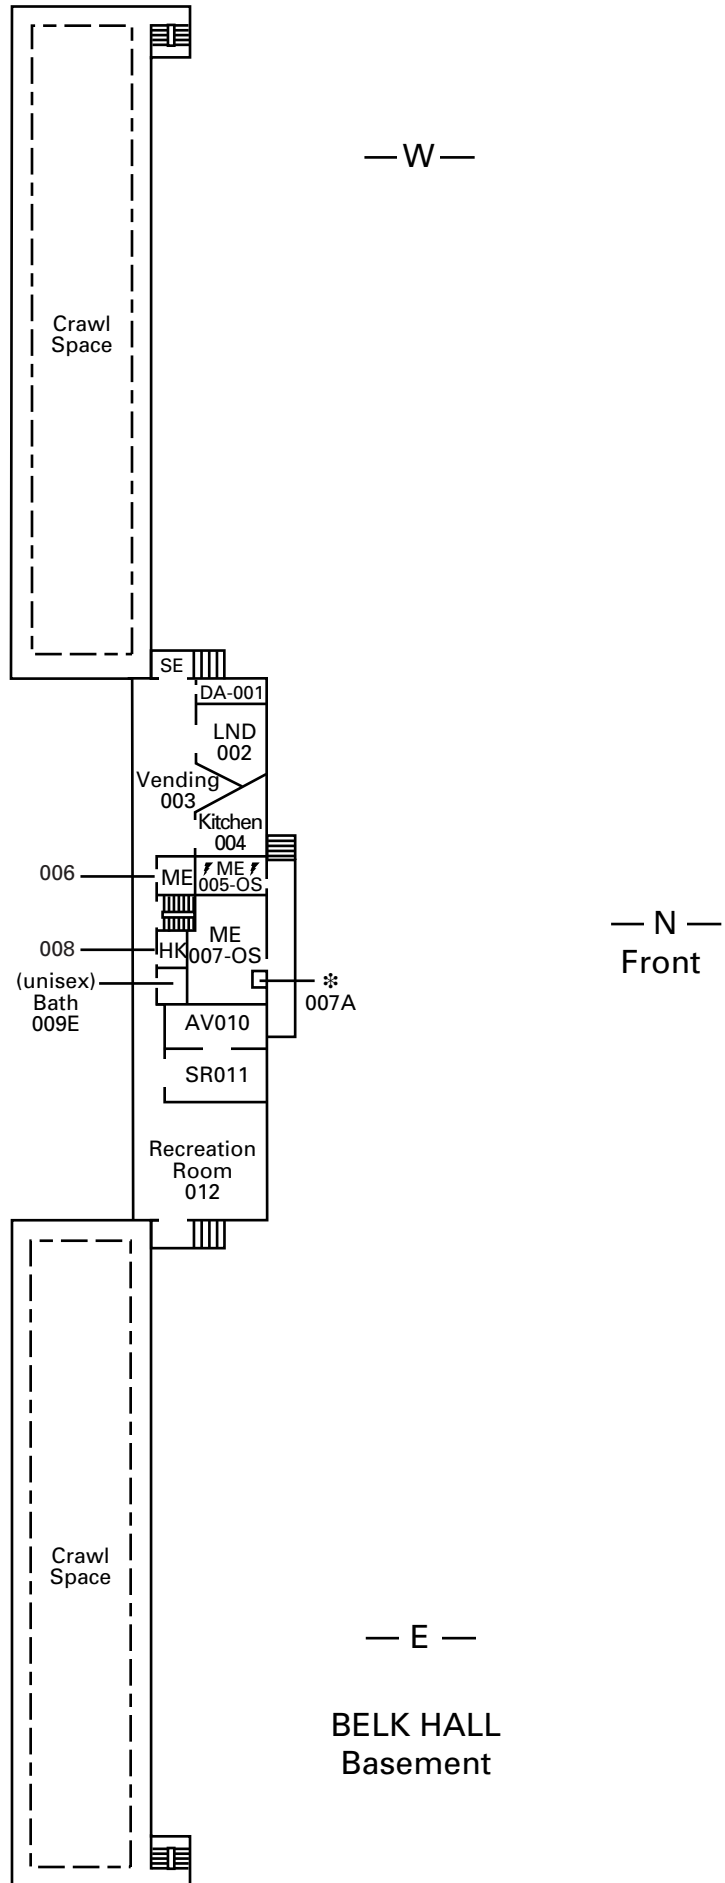 — W —
Crawl
Space
SE
DA-001
LND
002
Vending
003
Kitchen
004
006
ME
ME
005-OS
008
HK
ME
007-OS
(unisex)
Bath
009E
✻
007A
— N —
Front
AV010
SR011
Recreation
Room
012
Crawl
Space
— E —
BELK HALL
Basement